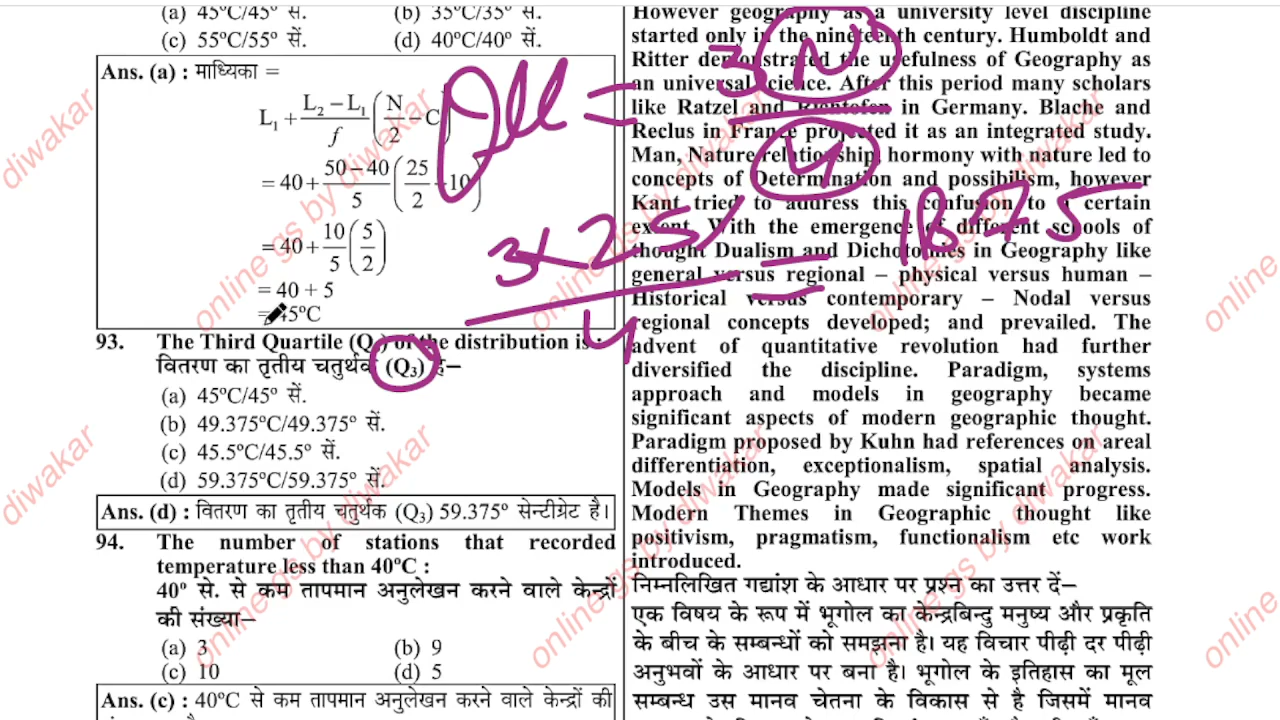 (a) 45ºC/45º सें.
(b) 35ºC/35º सें.
(c) 55ºC/55º सें.
(d) 40ºC/40º सें.
Ans. (a) : माध्यिका =
L₁ + (L₂ – L₁)/f (N/2 – C)
= 40 + (50 – 40)/5 (25/2 – 10)
= 40 + 10/5 (5/2)
= 40 + 5
= 45ºC
93. The Third Quartile (Q₃) of the distribution is :
वितरण का तृतीय चतुर्थक (Q₃) है–
(a) 45ºC/45º सें.
(b) 49.375ºC/49.375º सें.
(c) 45.5ºC/45.5º सें.
(d) 59.375ºC/59.375º सें.
Ans. (d) : वितरण का तृतीय चतुर्थक (Q₃) 59.375º सेन्टीग्रेट है।
94. The number of stations that recorded
temperature less than 40ºC :
40º से. से कम तापमान अनुलेखन करने वाले केन्द्रों
की संख्या–
(a) 3
(b) 9
(c) 10
(d) 5
Ans. (c) : 40ºC से कम तापमान अनुलेखन करने वाले केन्द्रों की
However geography as a university level discipline
started only in the nineteenth century. Humboldt and
Ritter demonstrated the usefulness of Geography as
an universal science. After this period many scholars
like Ratzel and Richtofen in Germany. Blache and
Reclus in France projected it as an integrated study.
Man, Nature relationship, hormony with nature led to
concepts of Determination and possibilism, however
Kant tried to address this confusion to a certain
extent. With the emergence of different schools of
thought Dualism and Dichotomies in Geography like
general versus regional – physical versus human –
Historical versus contemporary – Nodal versus
regional concepts developed; and prevailed. The
advent of quantitative revolution had further
diversified the discipline. Paradigm, systems
approach and models in geography became
significant aspects of modern geographic thought.
Paradigm proposed by Kuhn had references on areal
differentiation, exceptionalism, spatial analysis.
Models in Geography made significant progress.
Modern Themes in Geographic thought like
positivism, pragmatism, functionalism etc work
introduced.
निम्नलिखित गद्यांश के आधार पर प्रश्न का उत्तर दें–
एक विषय के रूप में भूगोल का केन्द्रबिन्दु मनुष्य और प्रकृति
के बीच के सम्बन्धों को समझना है। यह विचार पीढ़ी दर पीढ़ी
अनुभवों के आधार पर बना है। भूगोल के इतिहास का मूल
सम्बन्ध उस मानव चेतना के विकास से है जिसमें मानव
= 3N
4
3×25
4
= 18.75
online gs by diwakar